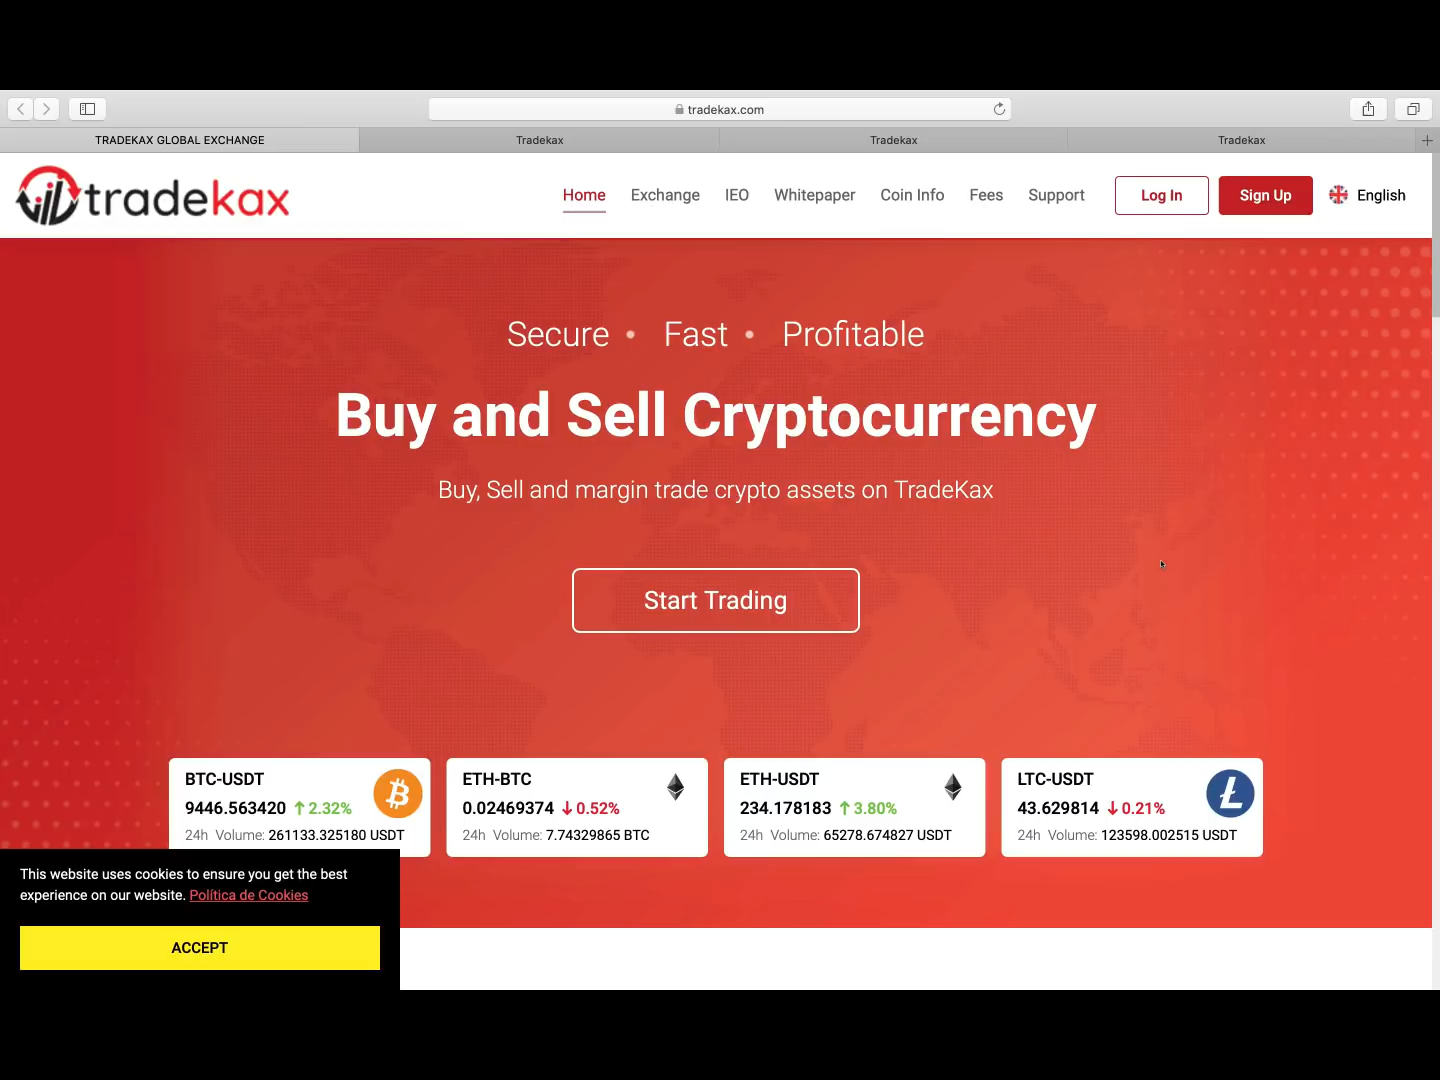 tradekax.com
TRADEKAX GLOBAL EXCHANGE
Tradekax
Tradekax
Tradekax
tradekax
Home
Exchange
IEO
Whitepaper
Coin Info
Fees
Support
Log In
Sign Up
English
Secure • Fast • Profitable
Buy and Sell Cryptocurrency
Buy, Sell and margin trade crypto assets on TradeKax
Start Trading
BTC-USDT
9446.563420 ↑ 2.32%
24h Volume: 261133.325180 USDT
ETH-BTC
0.02469374 ↓ 0.52%
24h Volume: 7.74329865 BTC
ETH-USDT
234.178183 ↑ 3.80%
24h Volume: 65278.674827 USDT
LTC-USDT
43.629814 ↓ 0.21%
24h Volume: 123598.002515 USDT
This website uses cookies to ensure you get the best
experience on our website. Política de Cookies
ACCEPT